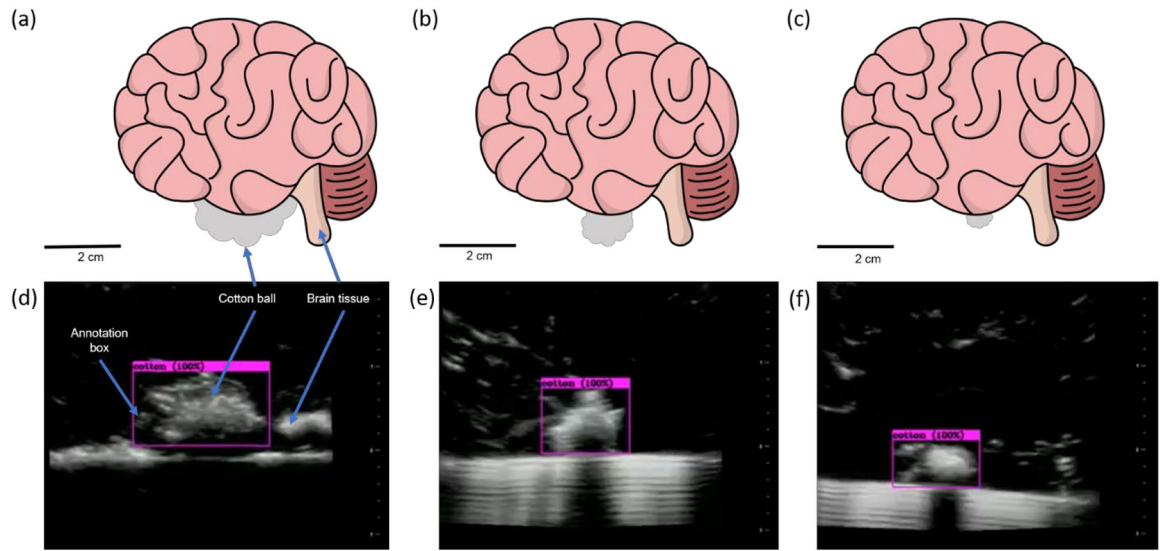 (a)
(b)
(c)
2 cm
2 cm
2 cm
(d)
(e)
(f)
Cotton ball
Brain tissue
Annotation
box
cotton (100%)
cotton (100%)
cotton (100%)